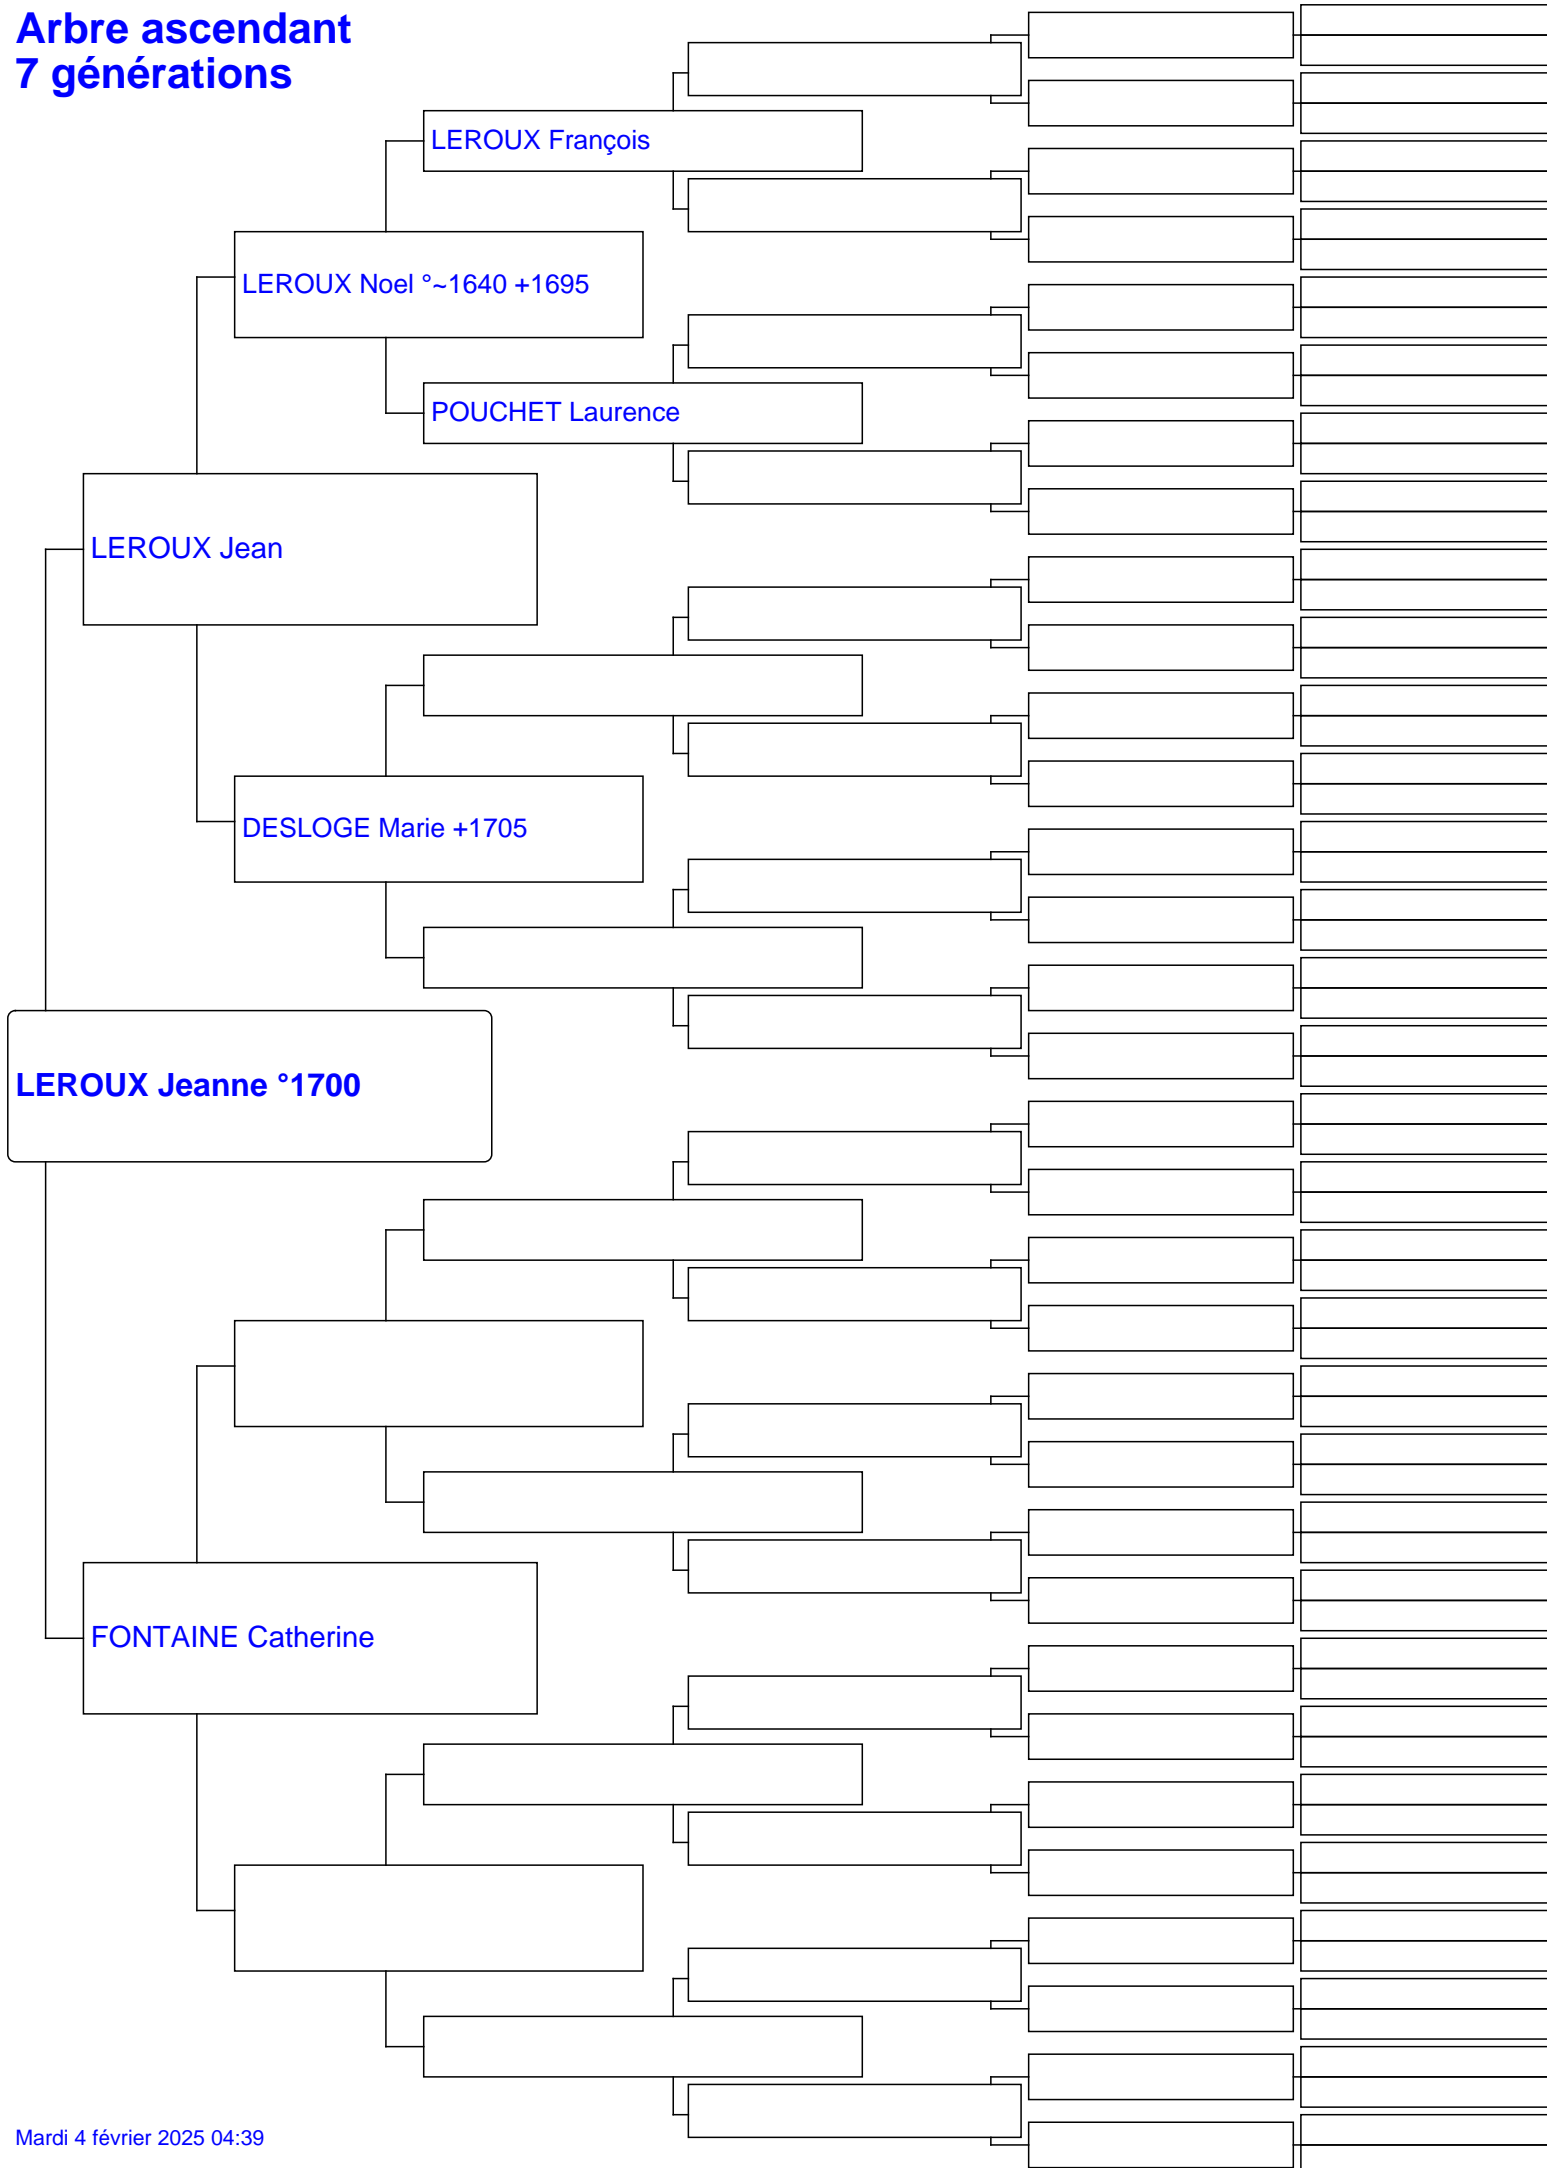 Arbre ascendant
7 générations
LEROUX François
LEROUX Noel °~1640 +1695
POUCHET Laurence
LEROUX Jean
DESLOGE Marie +1705
LEROUX Jeanne °1700
FONTAINE Catherine
Mardi 4 février 2025 04:39